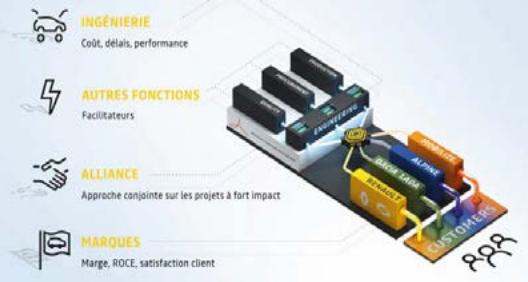 INGÉNIERIE
Coût, délais, performance
AUTRES FONCTIONS
Facilitateurs
ALLIANCE
Approche conjointe sur les projets à fort impact
MARQUES
Marge, ROCE, satisfaction client
PRODUCTION
PROCUREMENT
QUALITY
ENGINEERING
MOBILIZE
ALPINE
DACIA LADA
RENAULT
CUSTOMERS